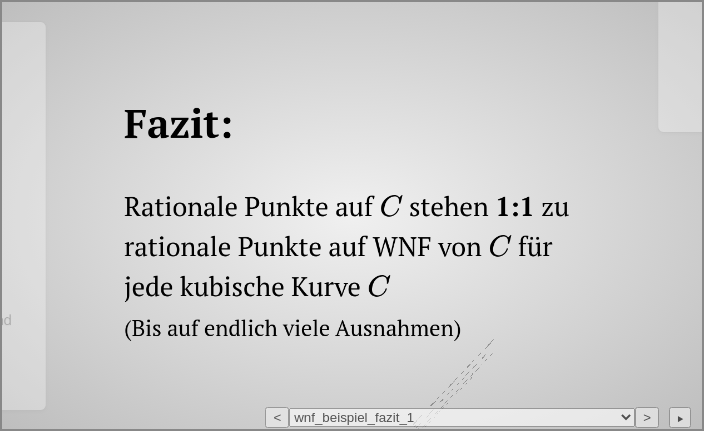 Fazit:
Rationale Punkte auf C stehen 1:1 zu
rationale Punkte auf WNF von C für
jede kubische Kurve C
(Bis auf endlich viele Ausnahmen)
< wnf_beispiel_fazit_1 >